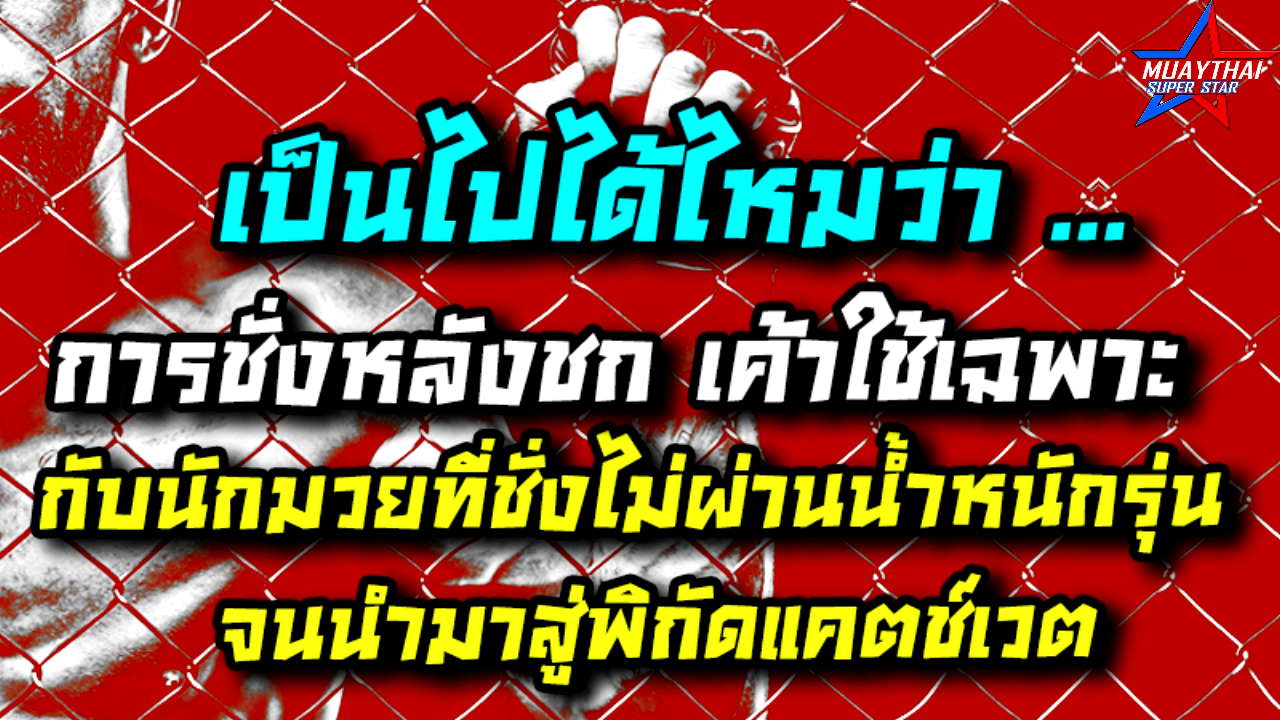 MUAYTHAI
SUPER STAR
เป็นไปได้ไหมว่า ...
การชั่งหลังชก เค้าใช้เฉพาะ
กับนักมวยที่ชั่งไม่ผ่านน้ำหนักรุ่น
จนนำมาสู่พิกัดแคตช์เวต